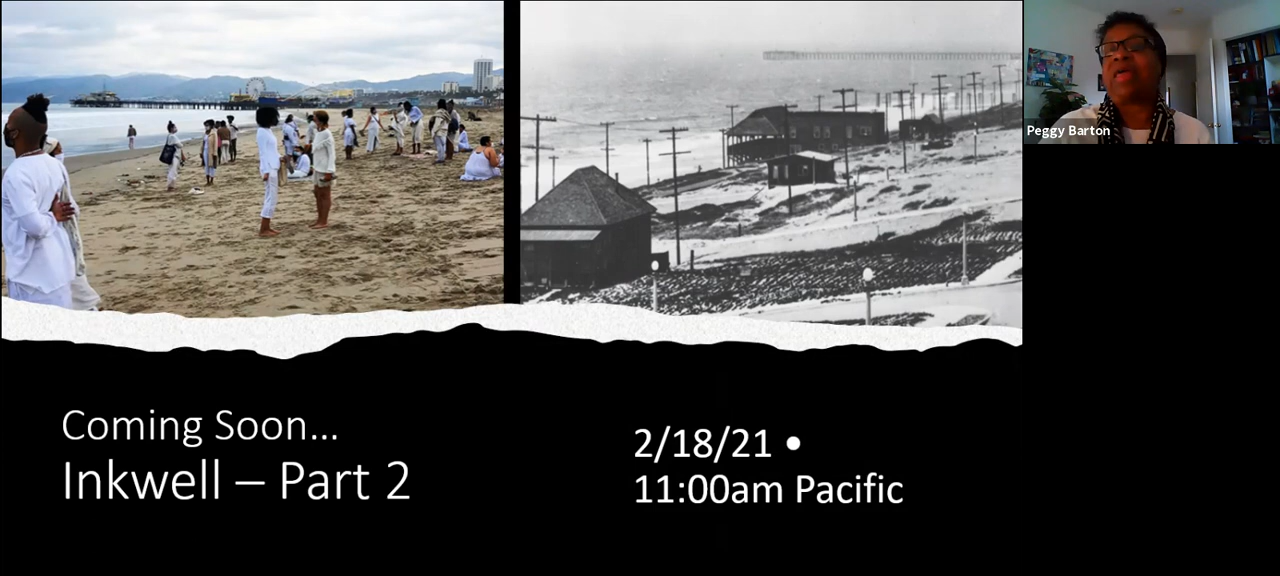 Peggy Barton
Coming Soon...
Inkwell – Part 2
2/18/21 •
11:00am Pacific